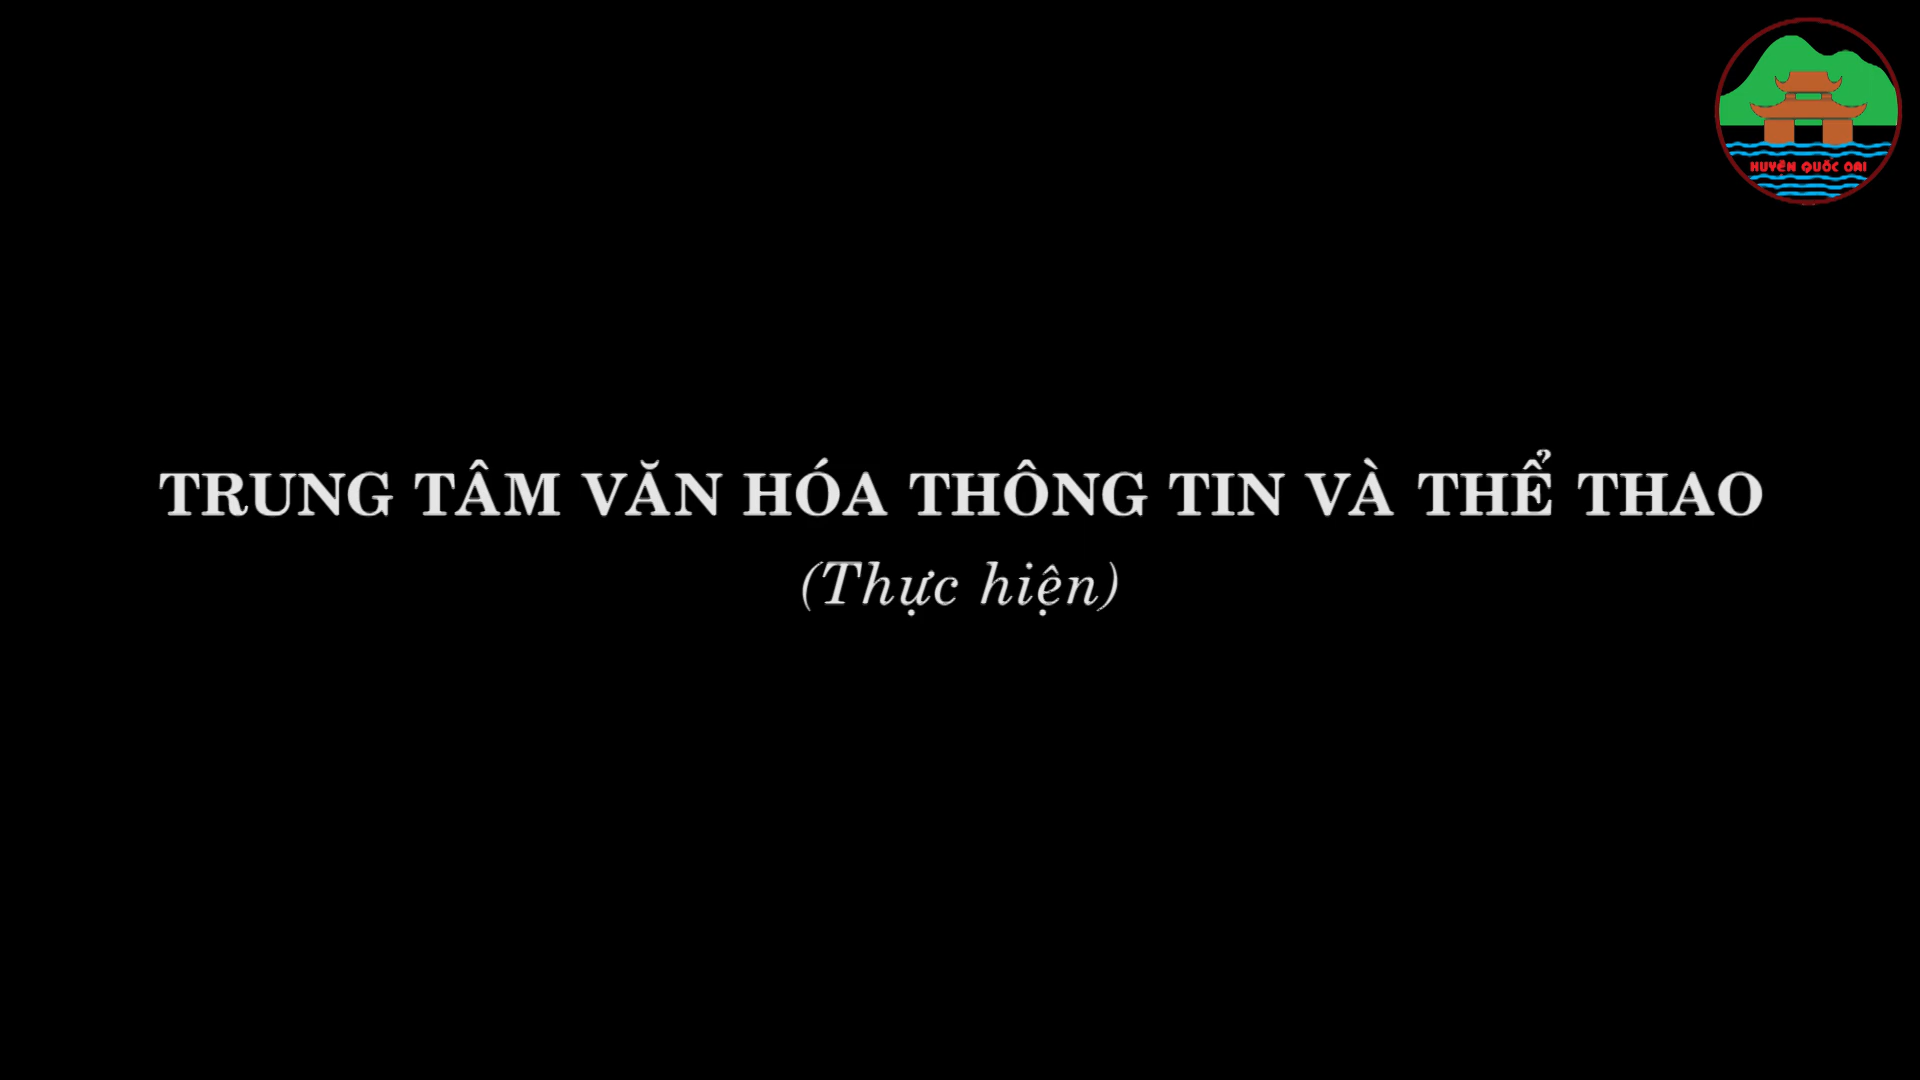 HUYỆN QUỐC OAI
TRUNG TÂM VĂN HÓA THÔNG TIN VÀ THỂ THAO
(Thực hiện)